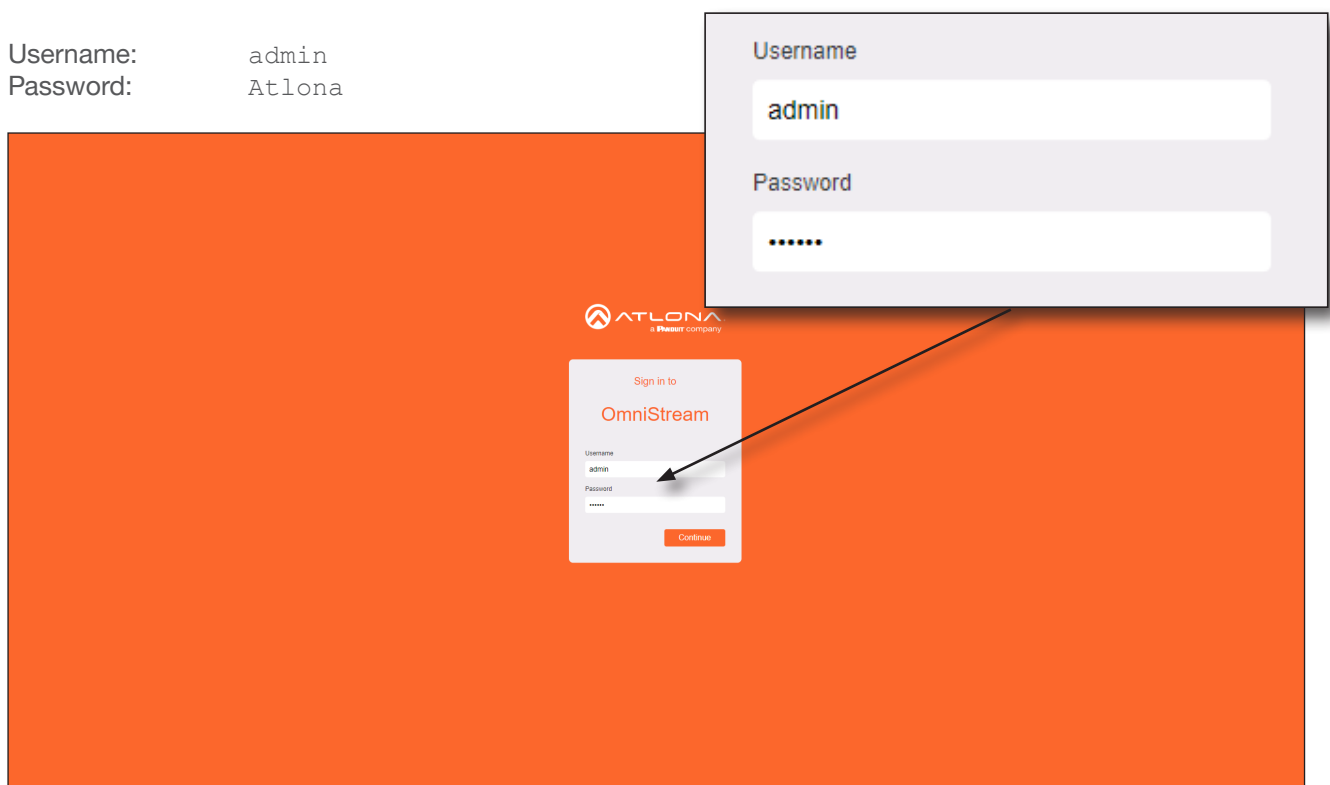 Username: admin
Password: Atlona
Username
admin
Password
••••••
ATLONA
a PANDUIT company
Sign in to
OmniStream
Username
admin
Password
••••••
Continue